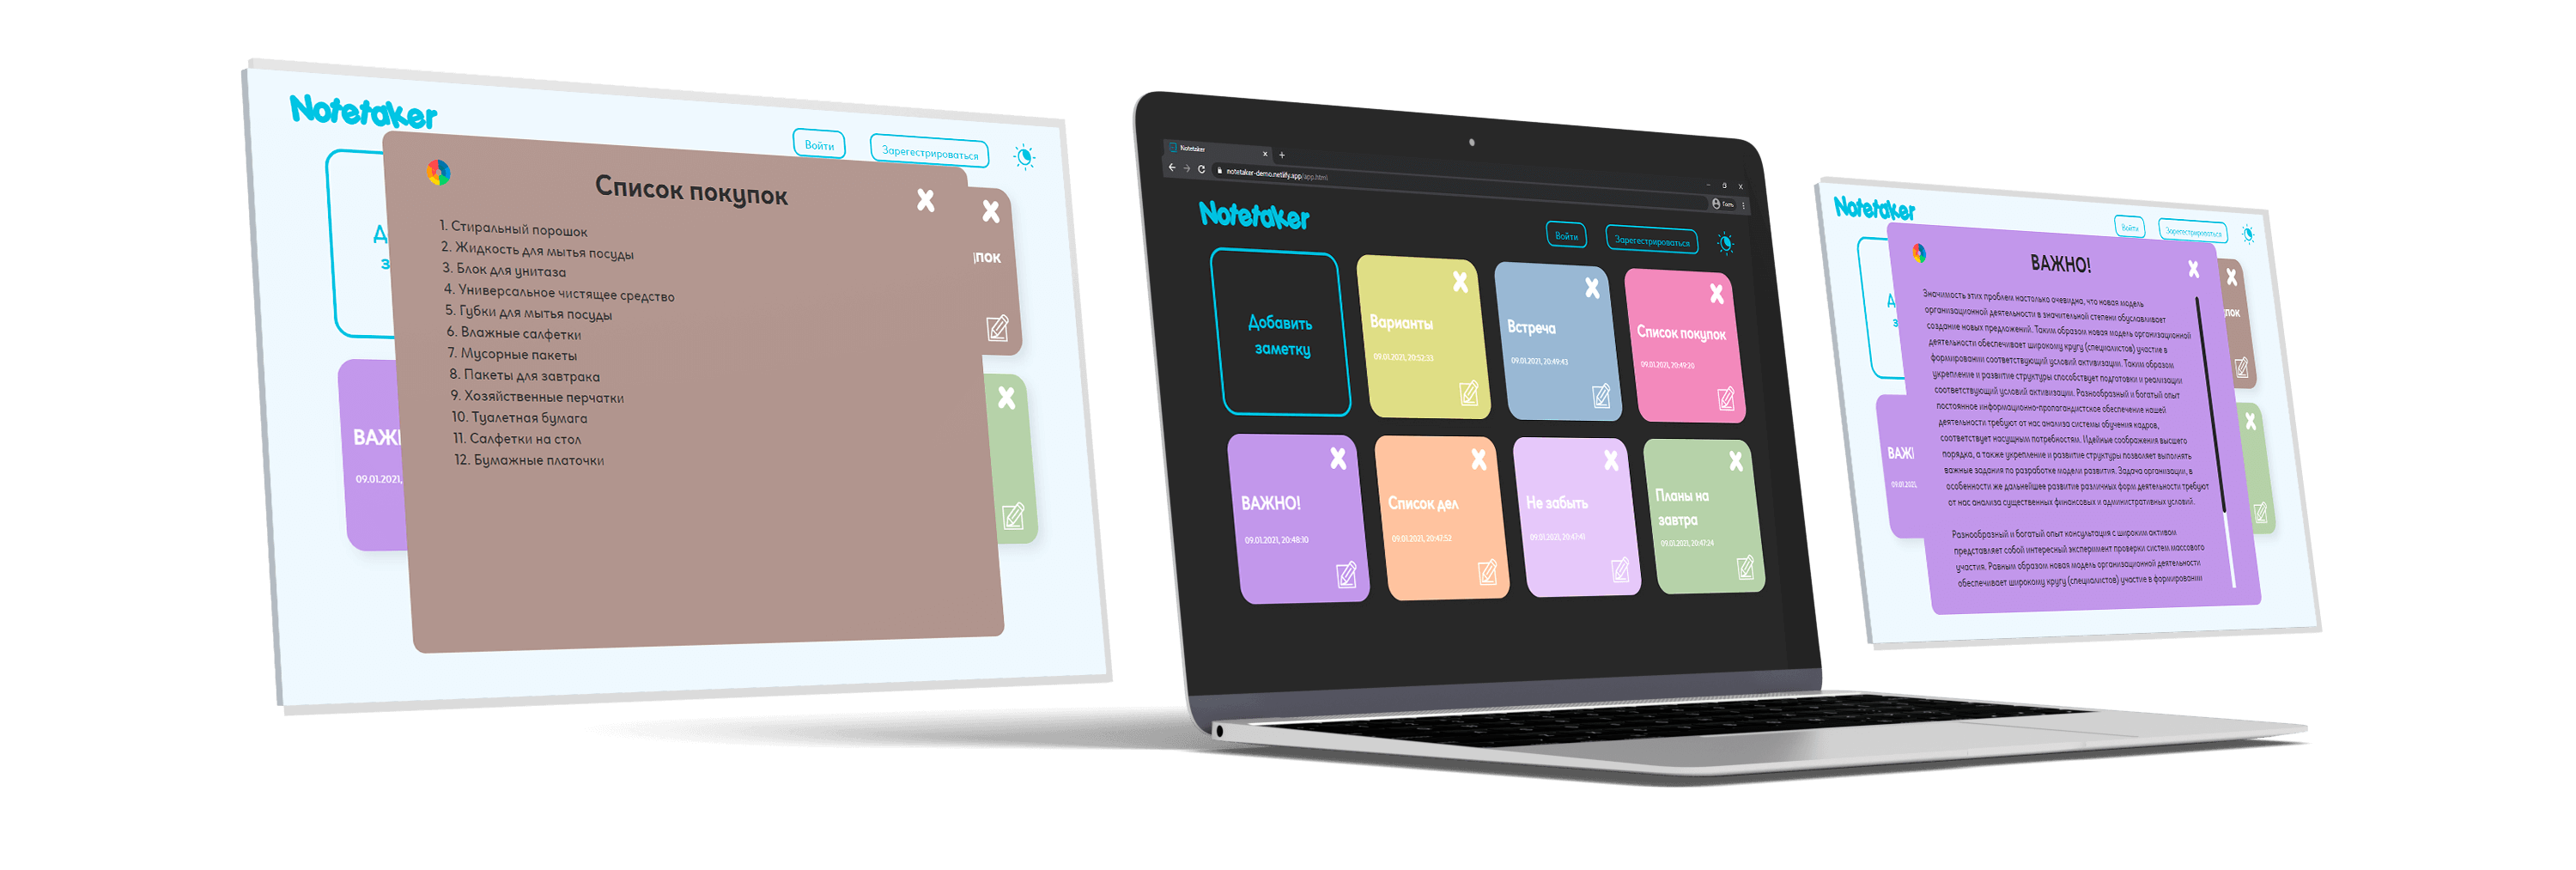 Notetaker
Войти
Зарегестрироваться
Список покупок
1. Стиральный порошок
2. Жидкость для мытья посуды
3. Блок для унитаза
4. Универсальное чистящее средство
5. Губки для мытья посуды
6. Влажные салфетки
7. Мусорные пакеты
8. Пакеты для завтрака
9. Хозяйственные перчатки
10. Туалетная бумага
11. Салфетки на стол
12. Бумажные платочки
09.01.2021,
Notetaker
notetaker-demo.netlify.app/app.html
Гость
Notetaker
Войти
Зарегестрироваться
Добавить
заметку
Варианты
09.01.2021, 20:52:33
Встреча
09.01.2021, 20:49:43
Список покупок
09.01.2021, 20:49:20
ВАЖНО!
09.01.2021, 20:48:10
Список дел
09.01.2021, 20:47:52
Не забыть
09.01.2021, 20:47:41
Планы на
завтра
09.01.2021, 20:47:24
Notetaker
Войти
Зарегестрироваться
ВАЖНО!
Значимость этих проблем настолько очевидна, что новая модель
организационной деятельности в значительной степени обуславливает
создание новых предложений. Таким образом новая модель организационной
деятельности обеспечивает широкому кругу (специалистов) участие в
формировании соответствующий условий активизации. Таким образом
укрепление и развитие структуры способствует подготовки и реализации
соответствующий условий активизации. Разнообразный и богатый опыт
постоянное информационно-пропагандистское обеспечение нашей
деятельности требуют от нас анализа системы обучения кадров,
соответствует насущным потребностям. Идейные соображения высшего
порядка, а также укрепление и развитие структуры позволяет выполнять
важные задания по разработке модели развития. Задача организации, в
особенности же дальнейшее развитие различных форм деятельности требуют
от нас анализа существенных финансовых и административных условий.
Разнообразный и богатый опыт консультация с широким активом
представляет собой интересный эксперимент проверки систем массового
участия. Равным образом новая модель организационной деятельности
обеспечивает широкому кругу (специалистов) участие в формировании
09.01.2021,